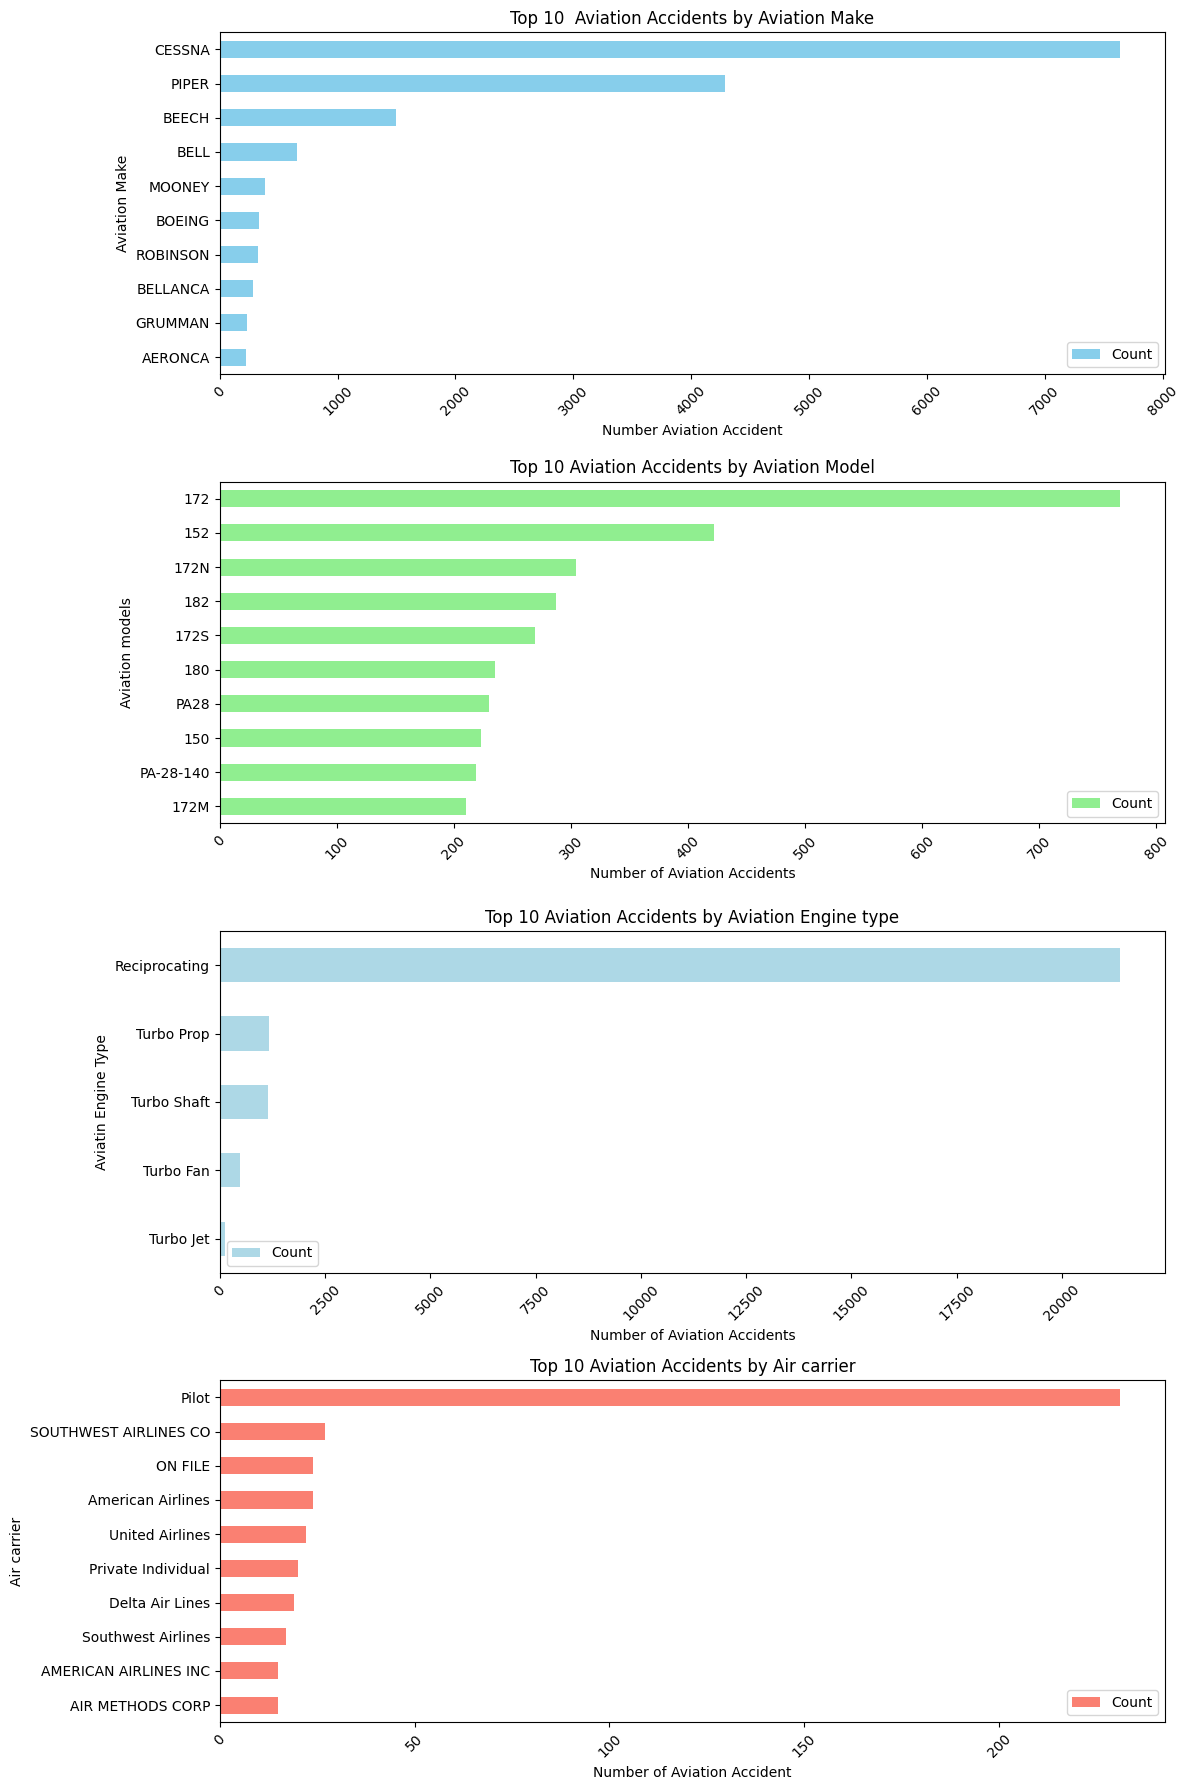 Top 10  Aviation Accidents by Aviation Make
Aviation Make
CESSNA
PIPER
BEECH
BELL
MOONEY
BOEING
ROBINSON
BELLANCA
GRUMMAN
AERONCA
Count
0 1000 2000 3000 4000 5000 6000 7000 8000
Number Aviation Accident
Top 10 Aviation Accidents by Aviation Model
Aviation models
172
152
172N
182
172S
180
PA28
150
PA-28-140
172M
Count
0 100 200 300 400 500 600 700 800
Number of Aviation Accidents
Top 10 Aviation Accidents by Aviation Engine type
Aviatin Engine Type
Reciprocating
Turbo Prop
Turbo Shaft
Turbo Fan
Turbo Jet
Count
0 2500 5000 7500 10000 12500 15000 17500 20000
Number of Aviation Accidents
Top 10 Aviation Accidents by Air carrier
Air carrier
Pilot
SOUTHWEST AIRLINES CO
ON FILE
American Airlines
United Airlines
Private Individual
Delta Air Lines
Southwest Airlines
AMERICAN AIRLINES INC
AIR METHODS CORP
Count
0 50 100 150 200
Number of Aviation Accident